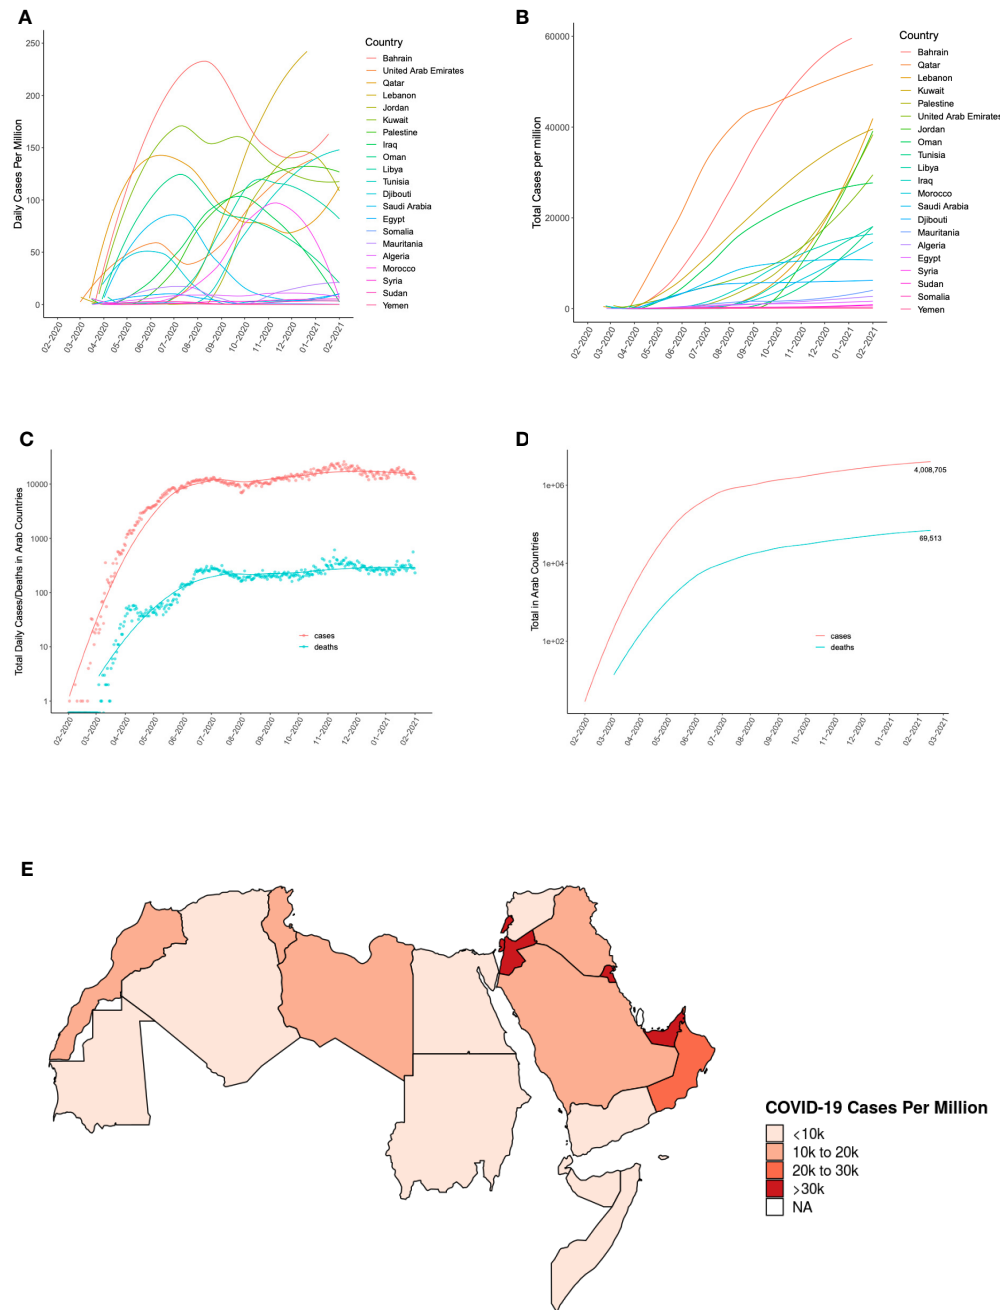 A
Daily Cases Per Million
250
200
150
100
50
0
02-2020
03-2020
04-2020
05-2020
06-2020
07-2020
08-2020
09-2020
10-2020
11-2020
12-2020
01-2021
02-2021
Country
Bahrain
United Arab Emirates
Qatar
Lebanon
Jordan
Kuwait
Palestine
Iraq
Oman
Libya
Tunisia
Djibouti
Saudi Arabia
Egypt
Somalia
Mauritania
Algeria
Morocco
Syria
Sudan
Yemen
B
Total Cases per million
60000
40000
20000
0
02-2020
03-2020
04-2020
05-2020
06-2020
07-2020
08-2020
09-2020
10-2020
11-2020
12-2020
01-2021
02-2021
Country
Bahrain
Qatar
Lebanon
Kuwait
Palestine
United Arab Emirates
Jordan
Oman
Tunisia
Libya
Iraq
Morocco
Saudi Arabia
Djibouti
Mauritania
Algeria
Egypt
Syria
Sudan
Somalia
Yemen
C
Total Daily Cases/Deaths in Arab Countries
10000
1000
100
10
1
cases
deaths
02-2020
03-2020
04-2020
05-2020
06-2020
07-2020
08-2020
09-2020
10-2020
11-2020
12-2020
01-2021
02-2021
D
Total in Arab Countries
1e+06
1e+04
1e+02
4,008,705
69,513
cases
deaths
02-2020
03-2020
04-2020
05-2020
06-2020
07-2020
08-2020
09-2020
10-2020
11-2020
12-2020
01-2021
02-2021
03-2021
E
COVID-19 Cases Per Million
<10k
10k to 20k
20k to 30k
>30k
NA